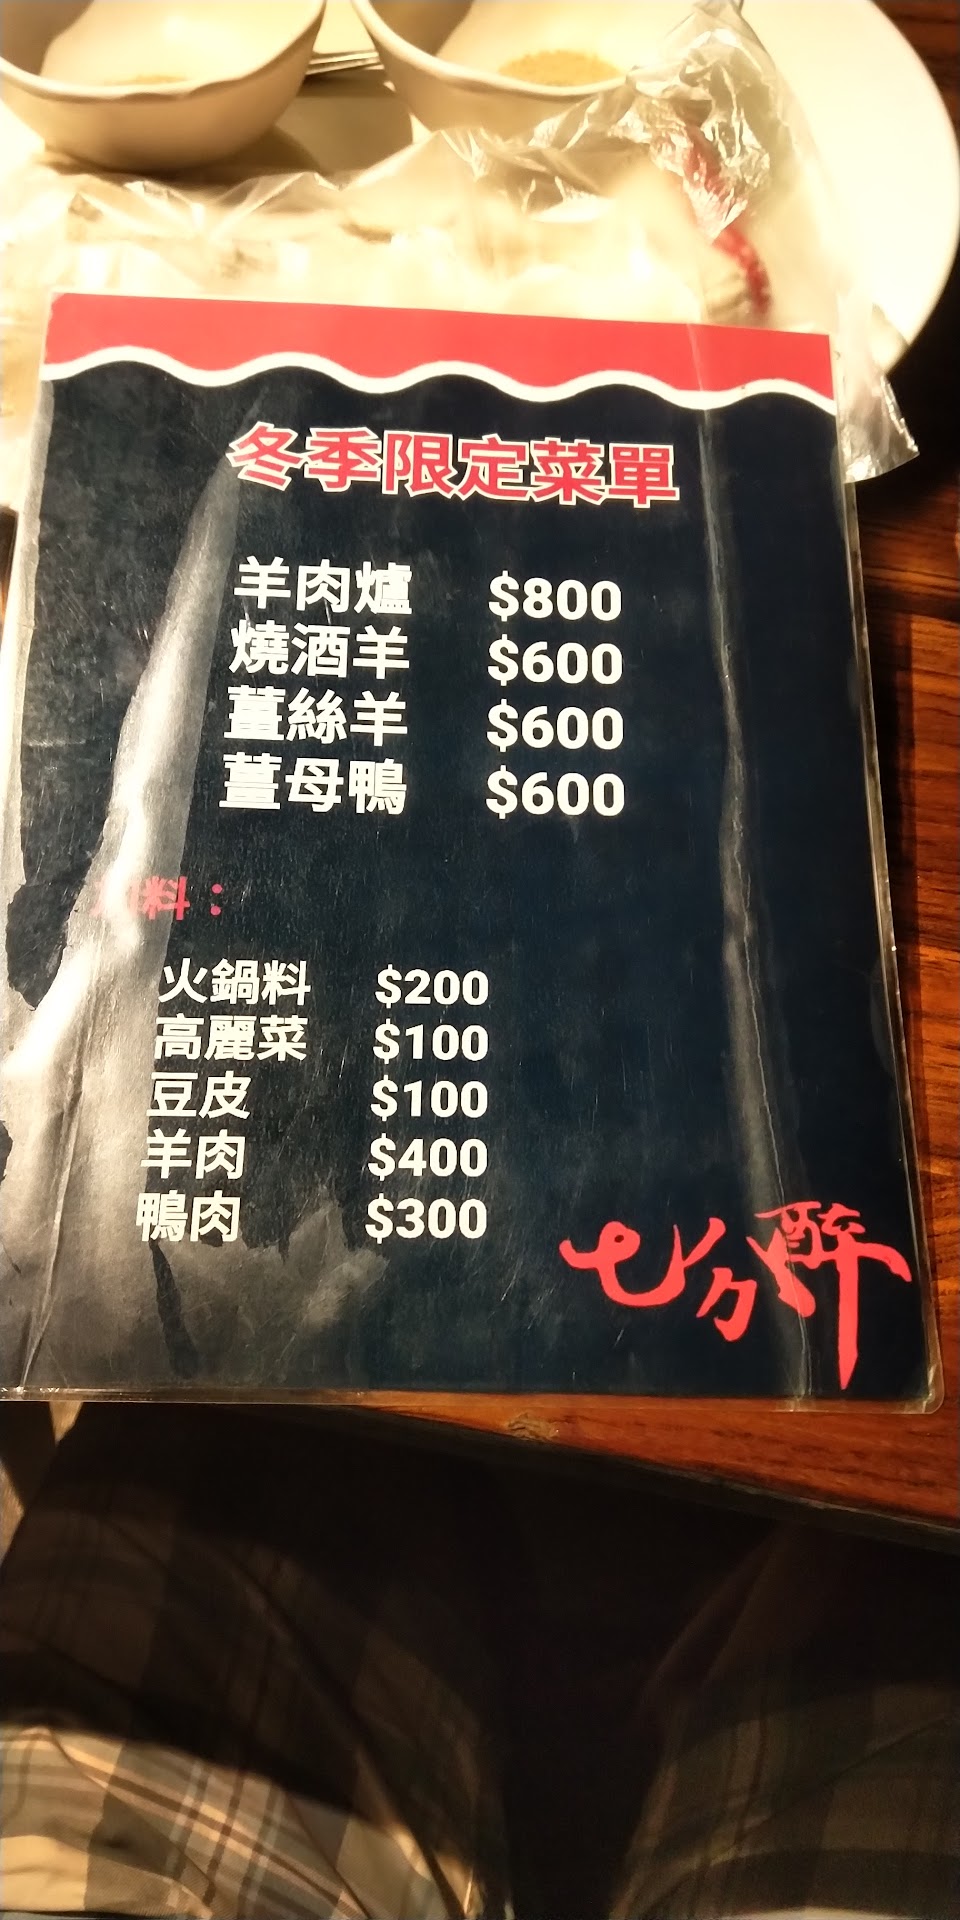 冬季限定菜單
羊肉爐 $800
燒酒羊 $600
薑絲羊 $600
薑母鴨 $600
料：
火鍋料 $200
高麗菜 $100
豆皮 $100
羊肉 $400
鴨肉 $300
七分醉